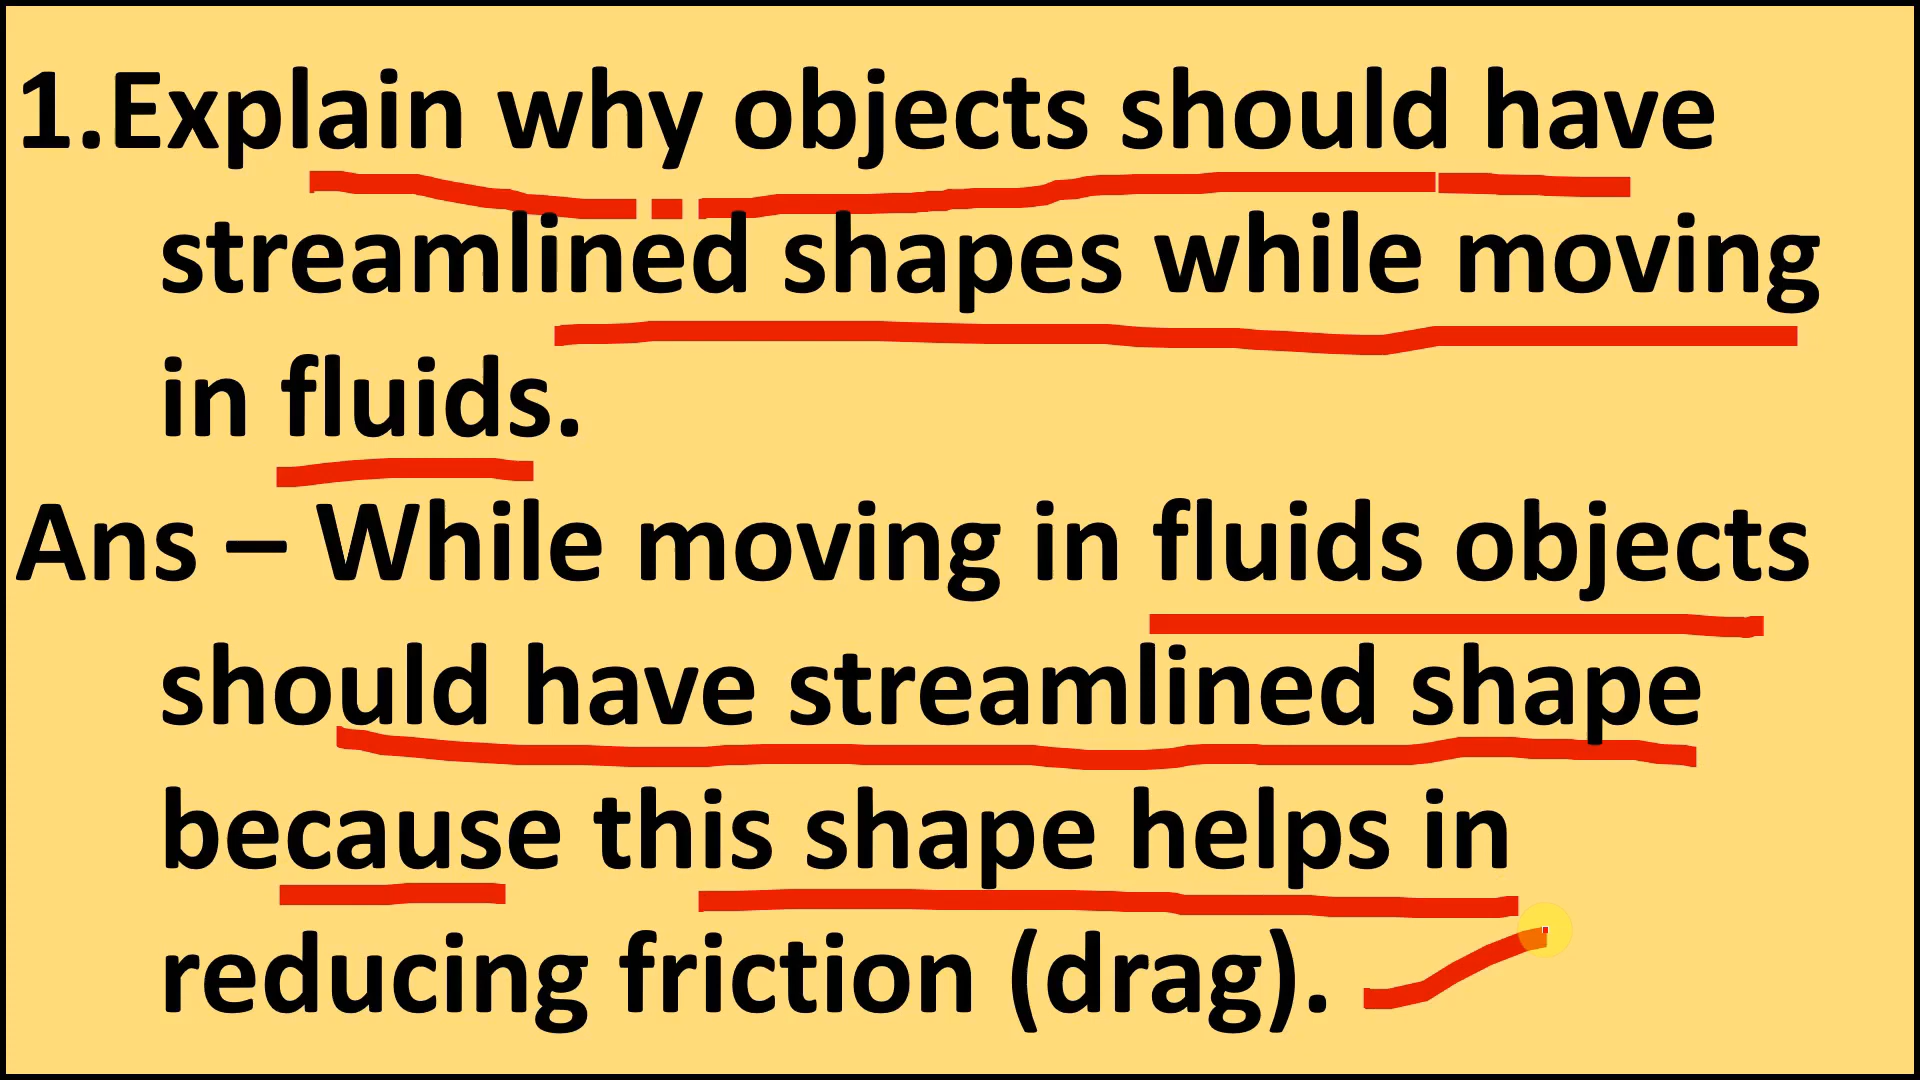 1.Explain why objects should have
streamlined shapes while moving
in fluids.
Ans – While moving in fluids objects
should have streamlined shape
because this shape helps in
reducing friction (drag).